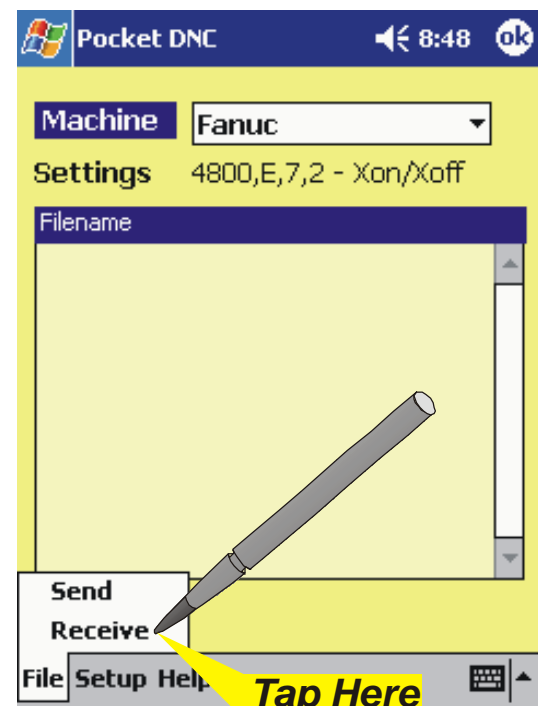 Pocket DNC 8:48 ok
Machine Fanuc
Settings 4800,E,7,2 - Xon/Xoff
Filename
Send
Receive
File Setup Help
Tap Here